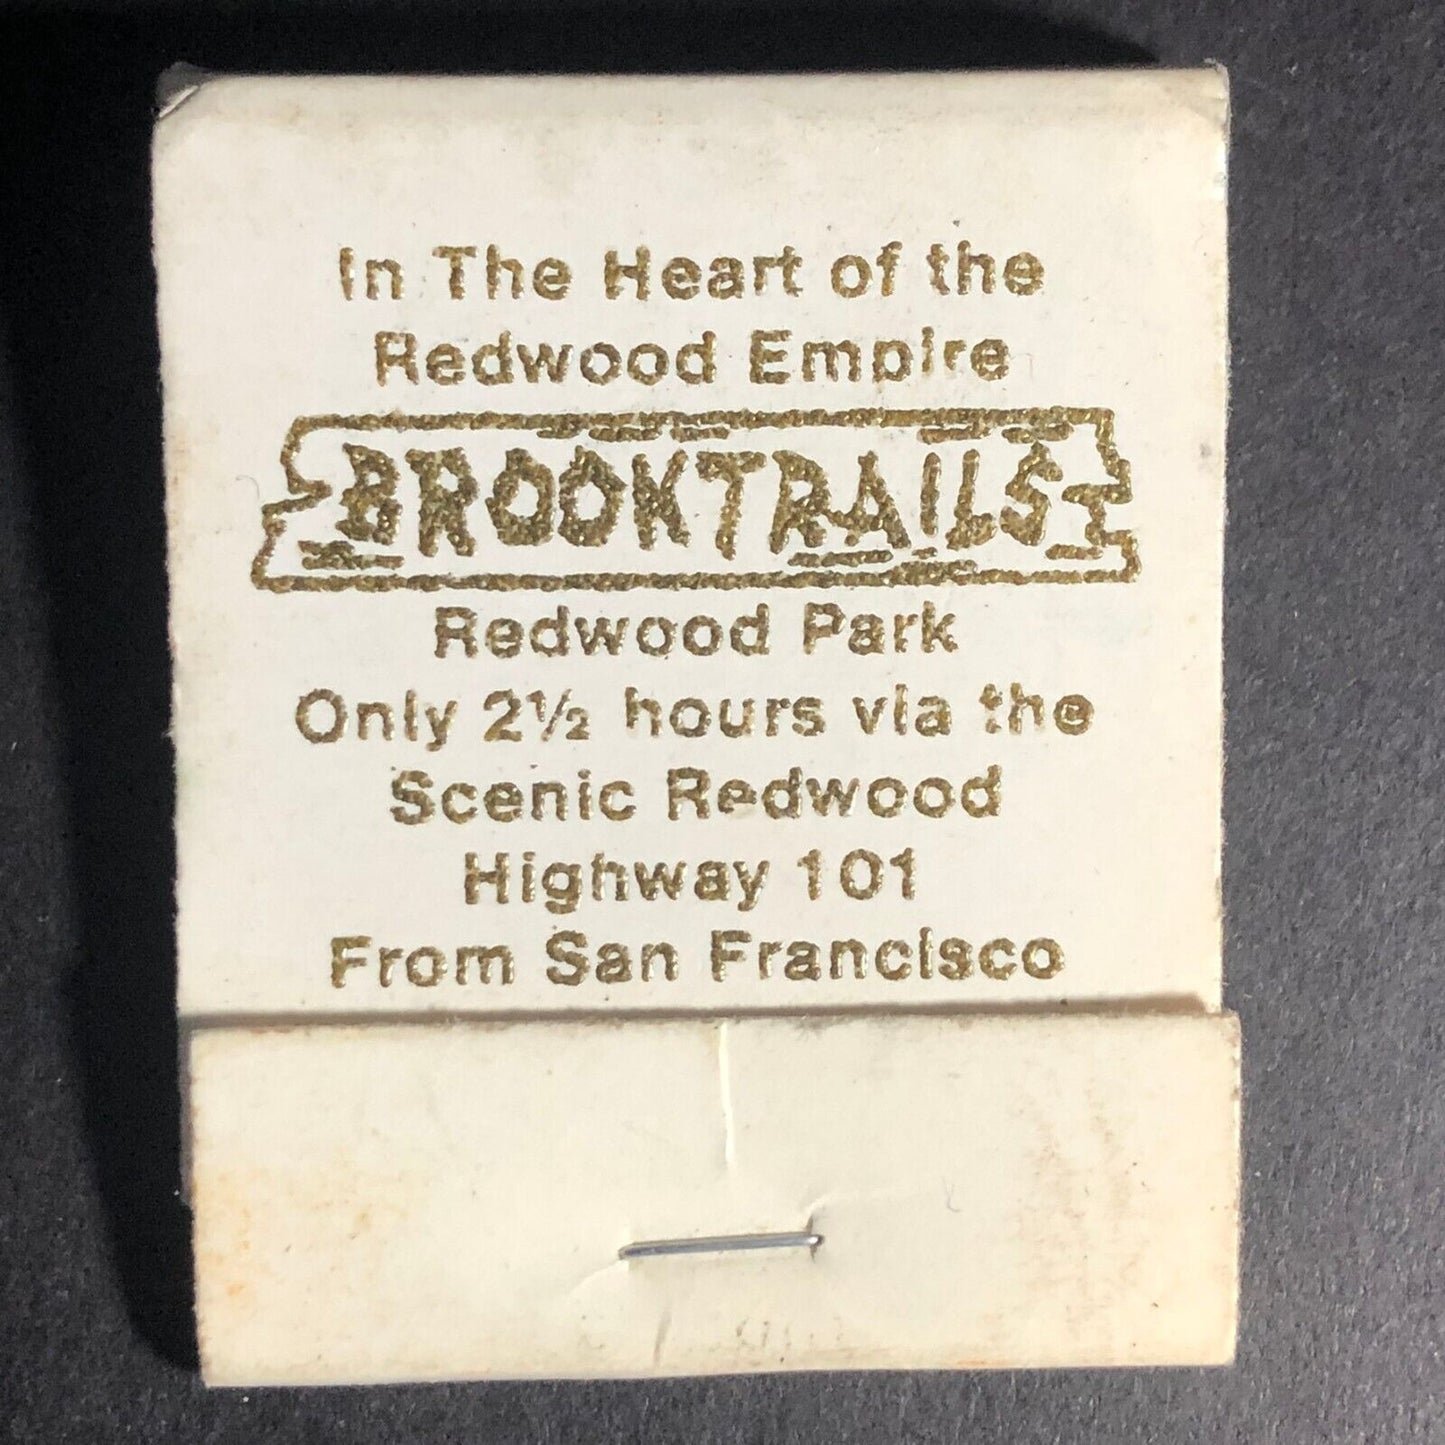 In The Heart of the
Redwood Empire
BROOKTRAILS
Redwood Park
Only 2½ hours via the
Scenic Redwood
Highway 101
From San Francisco